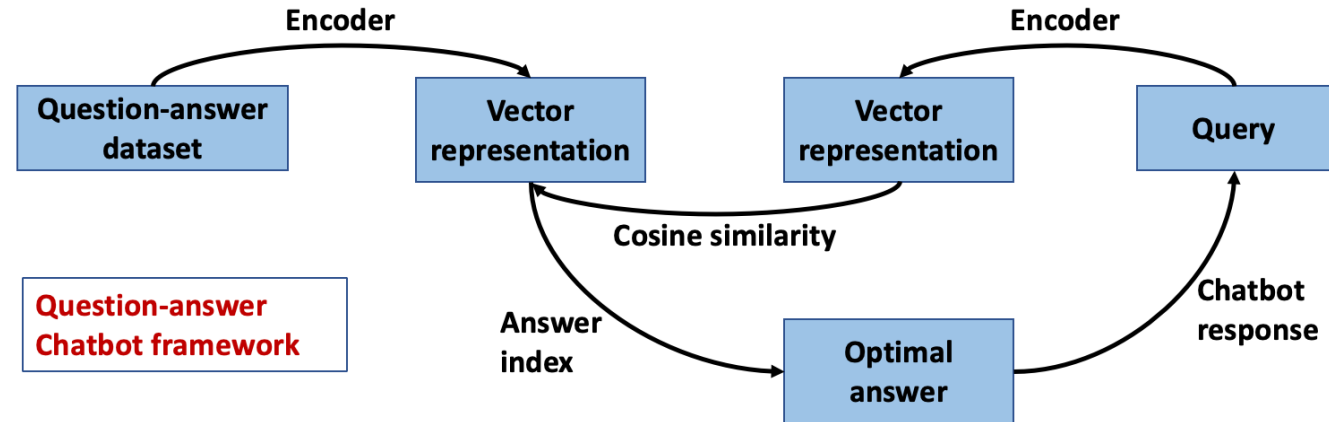 Encoder
Encoder
Question-answer
dataset
Vector
representation
Vector
representation
Query
Cosine similarity
Question-answer
Chatbot framework
Answer
index
Optimal
answer
Chatbot
response